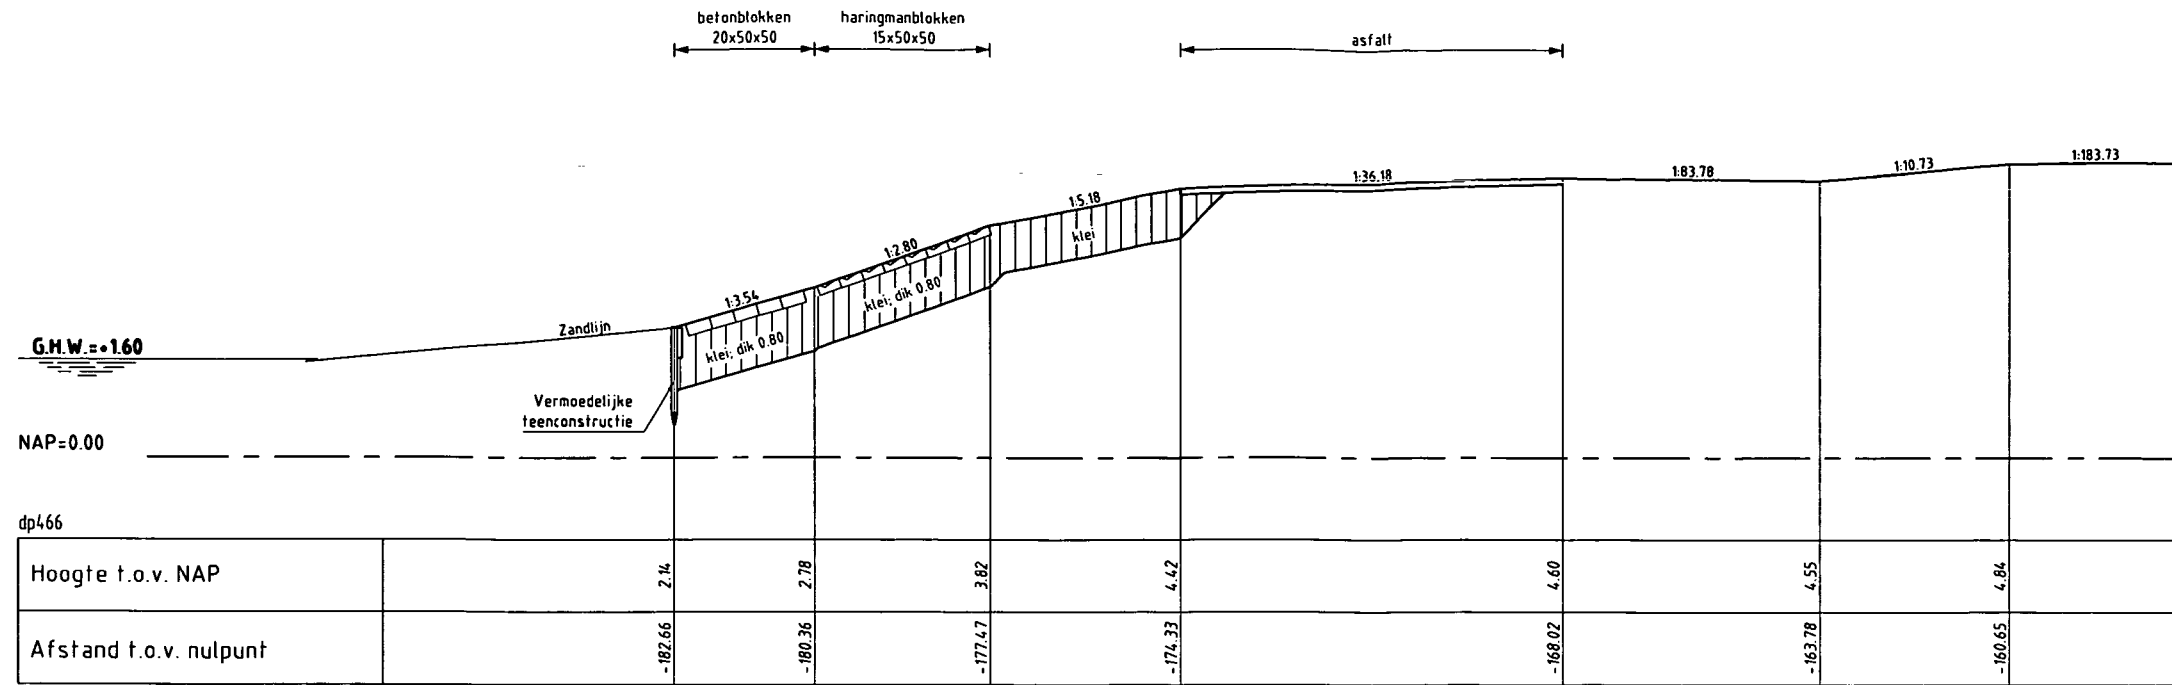 betonblokken
20x50x50
haringmanblokken
15x50x50
asfalt
1:3.54
1:2.80
1:5.18
1:36.18
1:83.78
1:10.73
1:183.73
klei
klei; dik 0.80
klei; dik 0.80
Zandlijn
G.H.W.=+1.60
Vermoedelijke
teenconstructie
NAP=0.00
dp466
Hoogte t.o.v. NAP
2.14
2.78
3.82
4.42
4.60
4.55
4.84
Afstand t.o.v. nulpunt
-182.66
-180.36
-177.47
-174.33
-168.02
-163.78
-160.65